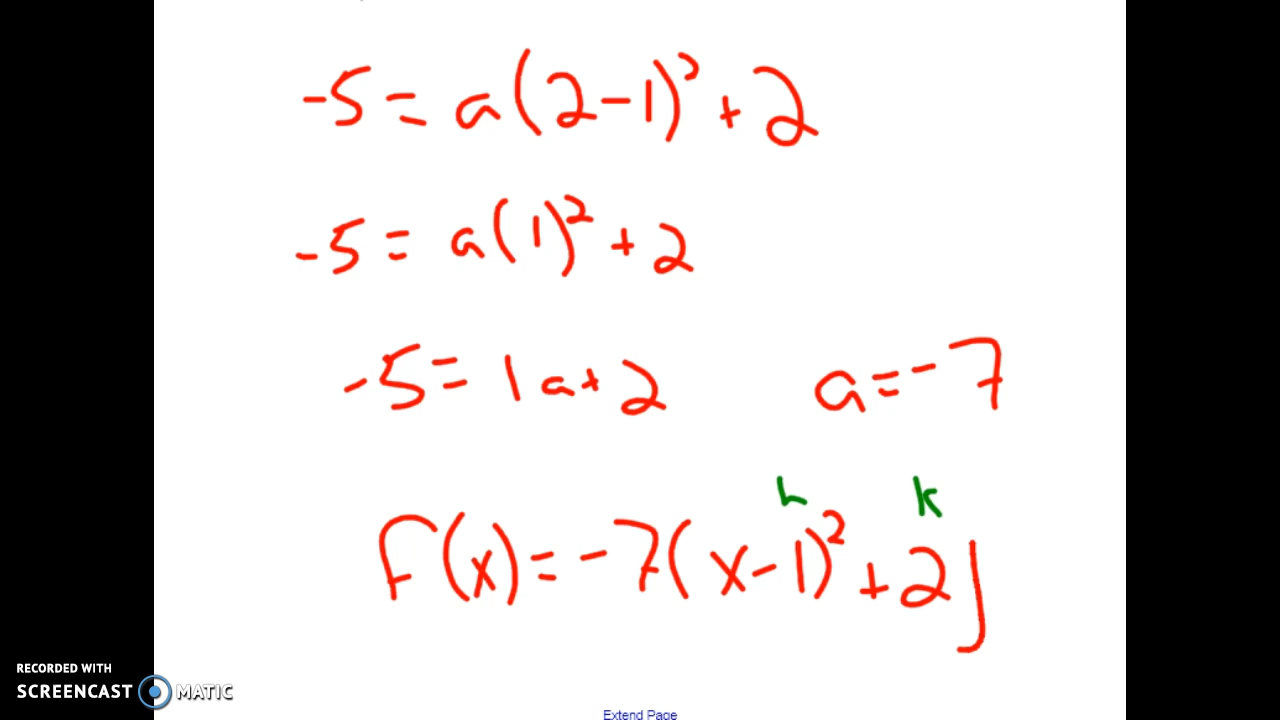 -5 = a(2-1)² + 2
-5 = a(1)² + 2
-5 = 1a + 2 a = -7
h k
F(x) = -7(x-1)² + 2
RECORDED WITH
SCREENCAST MATIC
Extend Page